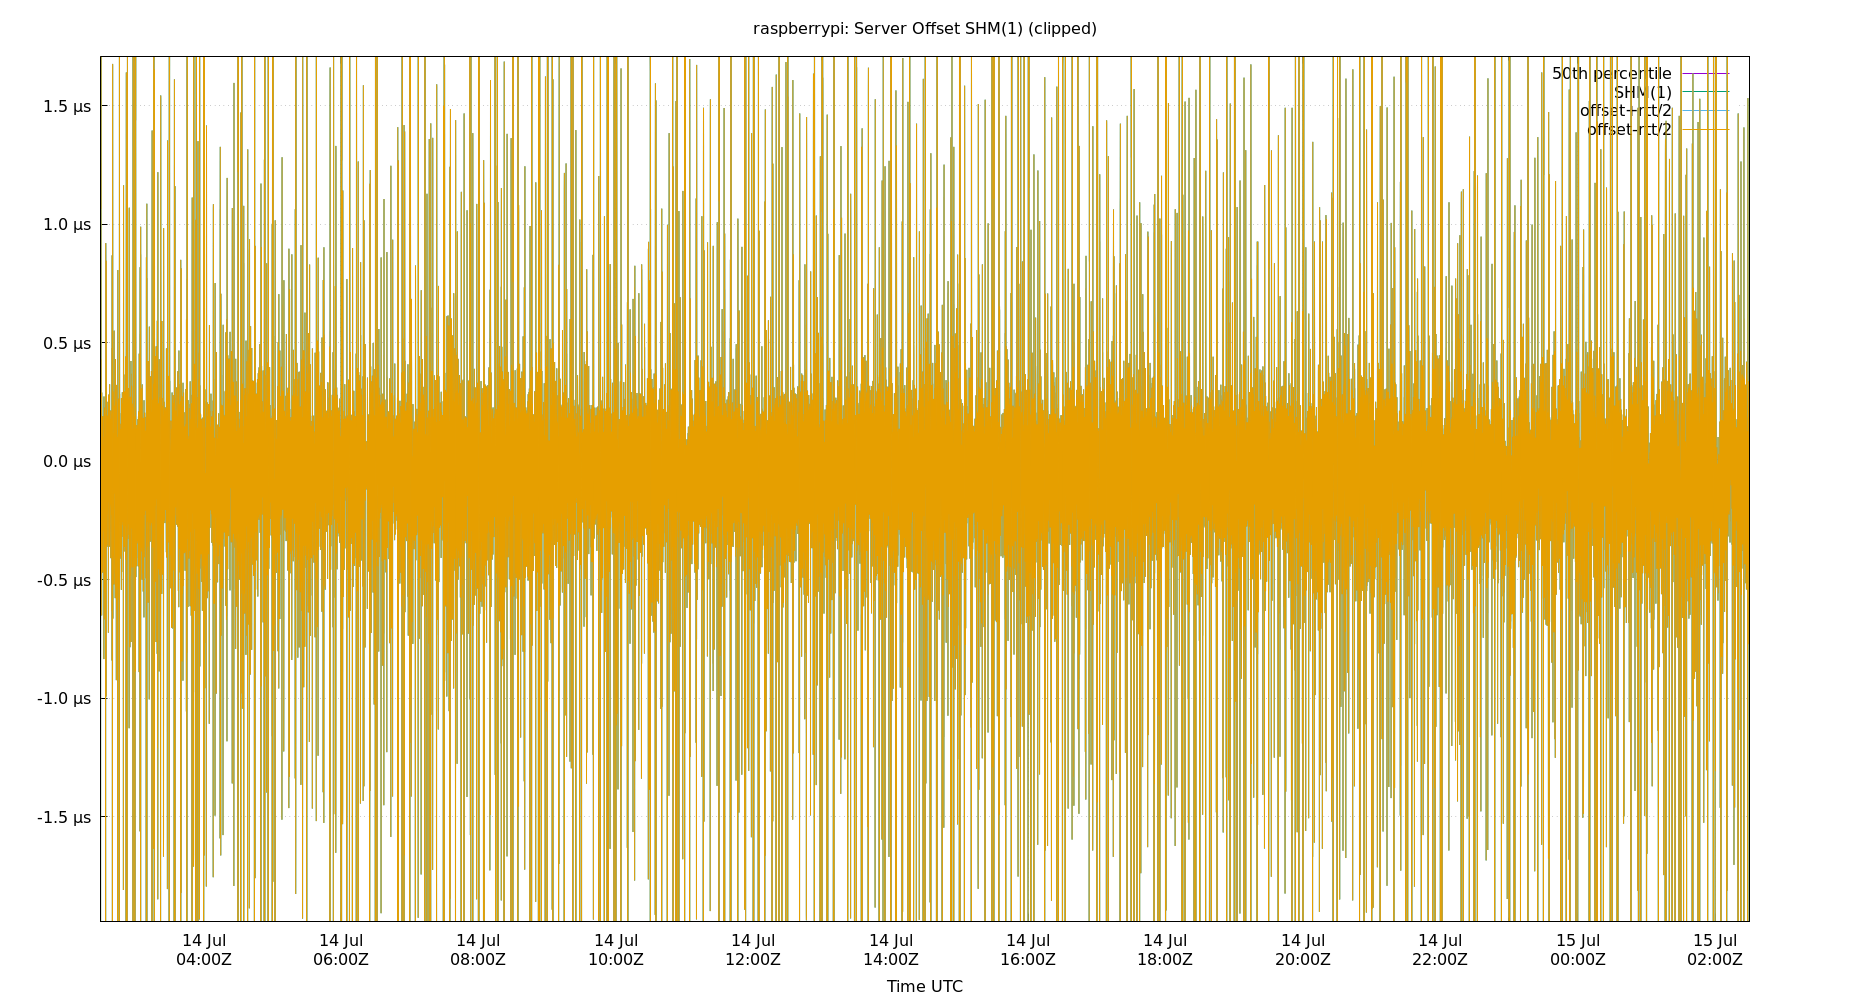 raspberrypi: Server Offset SHM(1) (clipped)
50th percentile
SHM(1)
offset+rtt/2
offset-rtt/2
1.5 µs
1.0 µs
0.5 µs
0.0 µs
-0.5 µs
-1.0 µs
-1.5 µs
14 Jul 14 Jul 14 Jul 14 Jul 14 Jul 14 Jul 14 Jul 14 Jul 14 Jul 14 Jul 15 Jul 15 Jul
04:00Z 06:00Z 08:00Z 10:00Z 12:00Z 14:00Z 16:00Z 18:00Z 20:00Z 22:00Z 00:00Z 02:00Z
Time UTC